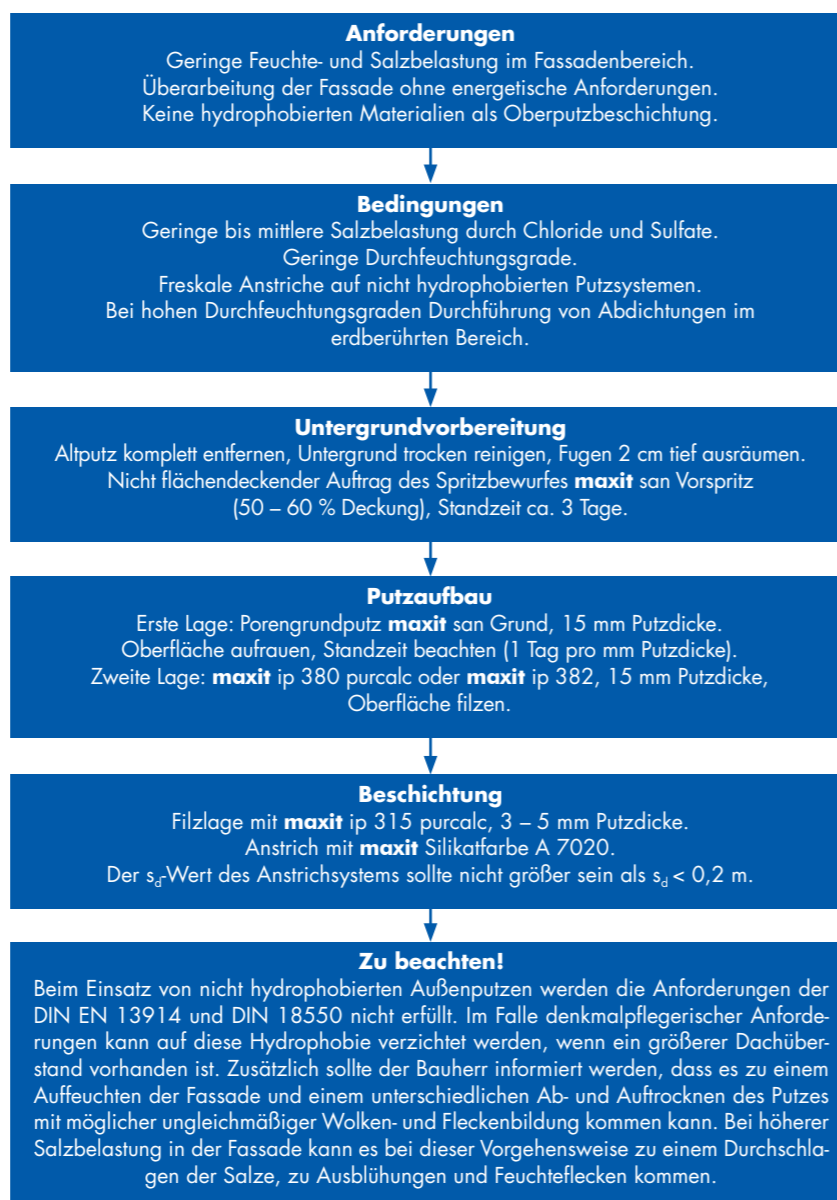 Anforderungen
Geringe Feuchte- und Salzbelastung im Fassadenbereich.
Überarbeitung der Fassade ohne energetische Anforderungen.
Keine hydrophobierten Materialien als Oberputzbeschichtung.
Bedingungen
Geringe bis mittlere Salzbelastung durch Chloride und Sulfate.
Geringe Durchfeuchtungsgrade.
Freskale Anstriche auf nicht hydrophobierten Putzsystemen.
Bei hohen Durchfeuchtungsgraden Durchführung von Abdichtungen im
erdberührten Bereich.
Untergrundvorbereitung
Altputz komplett entfernen, Untergrund trocken reinigen, Fugen 2 cm tief ausräumen.
Nicht flächendeckender Auftrag des Spritzbewurfes maxit san Vorspritz
(50 – 60 % Deckung), Standzeit ca. 3 Tage.
Putzaufbau
Erste Lage: Porengrundputz maxit san Grund, 15 mm Putzdicke.
Oberfläche aufrauen, Standzeit beachten (1 Tag pro mm Putzdicke).
Zweite Lage: maxit ip 380 purcalc oder maxit ip 382, 15 mm Putzdicke,
Oberfläche filzen.
Beschichtung
Filzlage mit maxit ip 315 purcalc, 3 – 5 mm Putzdicke.
Anstrich mit maxit Silikatfarbe A 7020.
Der sd-Wert des Anstrichsystems sollte nicht größer sein als sd < 0,2 m.
Zu beachten!
Beim Einsatz von nicht hydrophobierten Außenputzen werden die Anforderungen der
DIN EN 13914 und DIN 18550 nicht erfüllt. Im Falle denkmalpflegerischer Anforde-
rungen kann auf diese Hydrophobie verzichtet werden, wenn ein größerer Dachüber-
stand vorhanden ist. Zusätzlich sollte der Bauherr informiert werden, dass es zu einem
Auffeuchten der Fassade und einem unterschiedlichen Ab- und Auftrocknen des Putzes
mit möglicher ungleichmäßiger Wolken- und Fleckenbildung kommen kann. Bei höherer
Salzbelastung in der Fassade kann es bei dieser Vorgehensweise zu einem Durchschla-
gen der Salze, zu Ausblühungen und Feuchteflecken kommen.